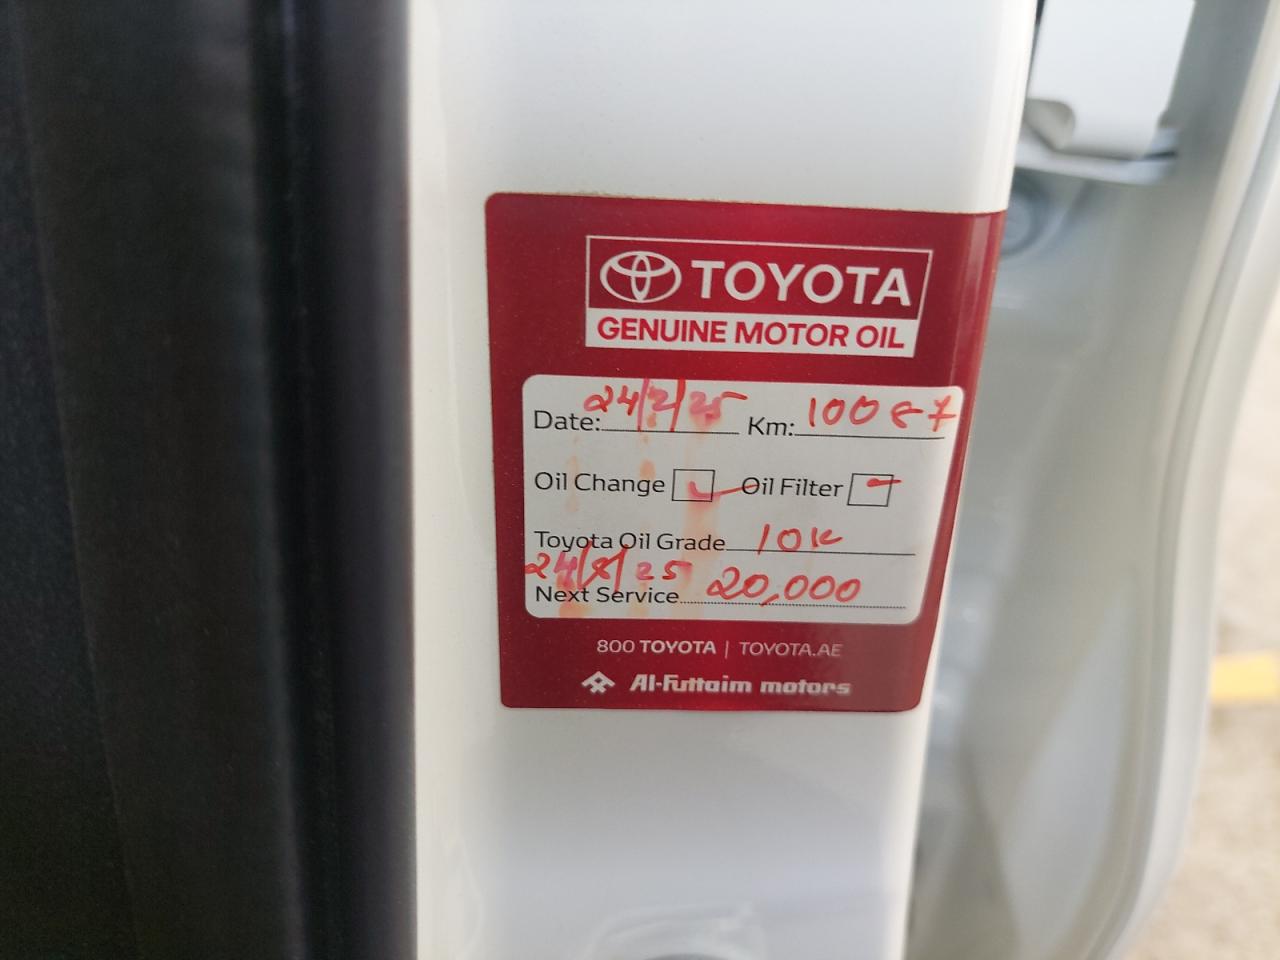 TOYOTA
GENUINE MOTOR OIL
Date: 24/2/25 Km: 10087
Oil Change Oil Filter
Toyota Oil Grade 10K
24/8/25
Next Service 20,000
800 TOYOTA | TOYOTA.AE
Al-Futtaim motors